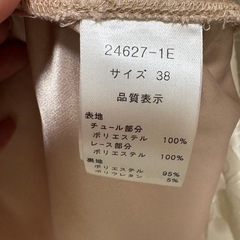 24627-1E
サイズ 38
品質表示
表地
チュール部分
ポリエステル 100%
レース部分
ポリエステル 100%
裏地
ポリエステル 95%
ポリウレタン 5%